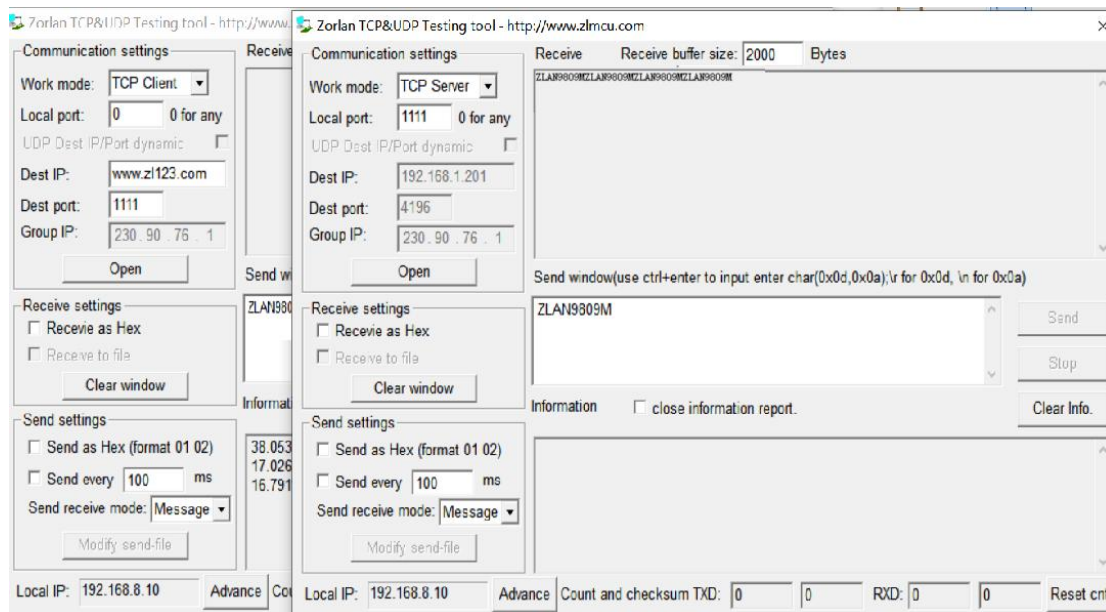 Zorlan TCP&UDP Testing tool - http://www.
Communication settings
Receive
Work mode: TCP Client
Local port: 0 0 for any
UDP Dest IP/Port dynamic
Dest IP: www.zl123.com
Dest port: 1111
Group IP: 230 . 90 . 76 . 1
Open
Send wi
Receive settings
Recevie as Hex
Receive to file
Clear window
ZLAN980
Informati
Send settings
Send as Hex (format 01 02)
Send every 100 ms
Send receive mode: Message
Modify send-file
38.053
17.026
16.791
Local IP: 192.168.8.10 Advance Cou
Zorlan TCP&UDP Testing tool - http://www.zlmcu.com
Communication settings
Work mode: TCP Server
Local port: 1111 0 for any
UDP Dest IP/Port dynamic
Dest IP: 192.168.1.201
Dest port: 4196
Group IP: 230 . 90 . 76 . 1
Open
Receive Receive buffer size: 2000 Bytes
ZLAN9809MZLAN9809MZLAN9809MZLAN9809M
Send window(use ctrl+enter to input enter char(0x0d,0x0a);\r for 0x0d, \n for 0x0a)
ZLAN9809M
Send
Stop
Receive settings
Recevie as Hex
Receive to file
Clear window
Information close information report. Clear Info.
Send settings
Send as Hex (format 01 02)
Send every 100 ms
Send receive mode: Message
Modify send-file
Local IP: 192.168.8.10 Advance Count and checksum TXD: 0 0 RXD: 0 0 Reset cnt